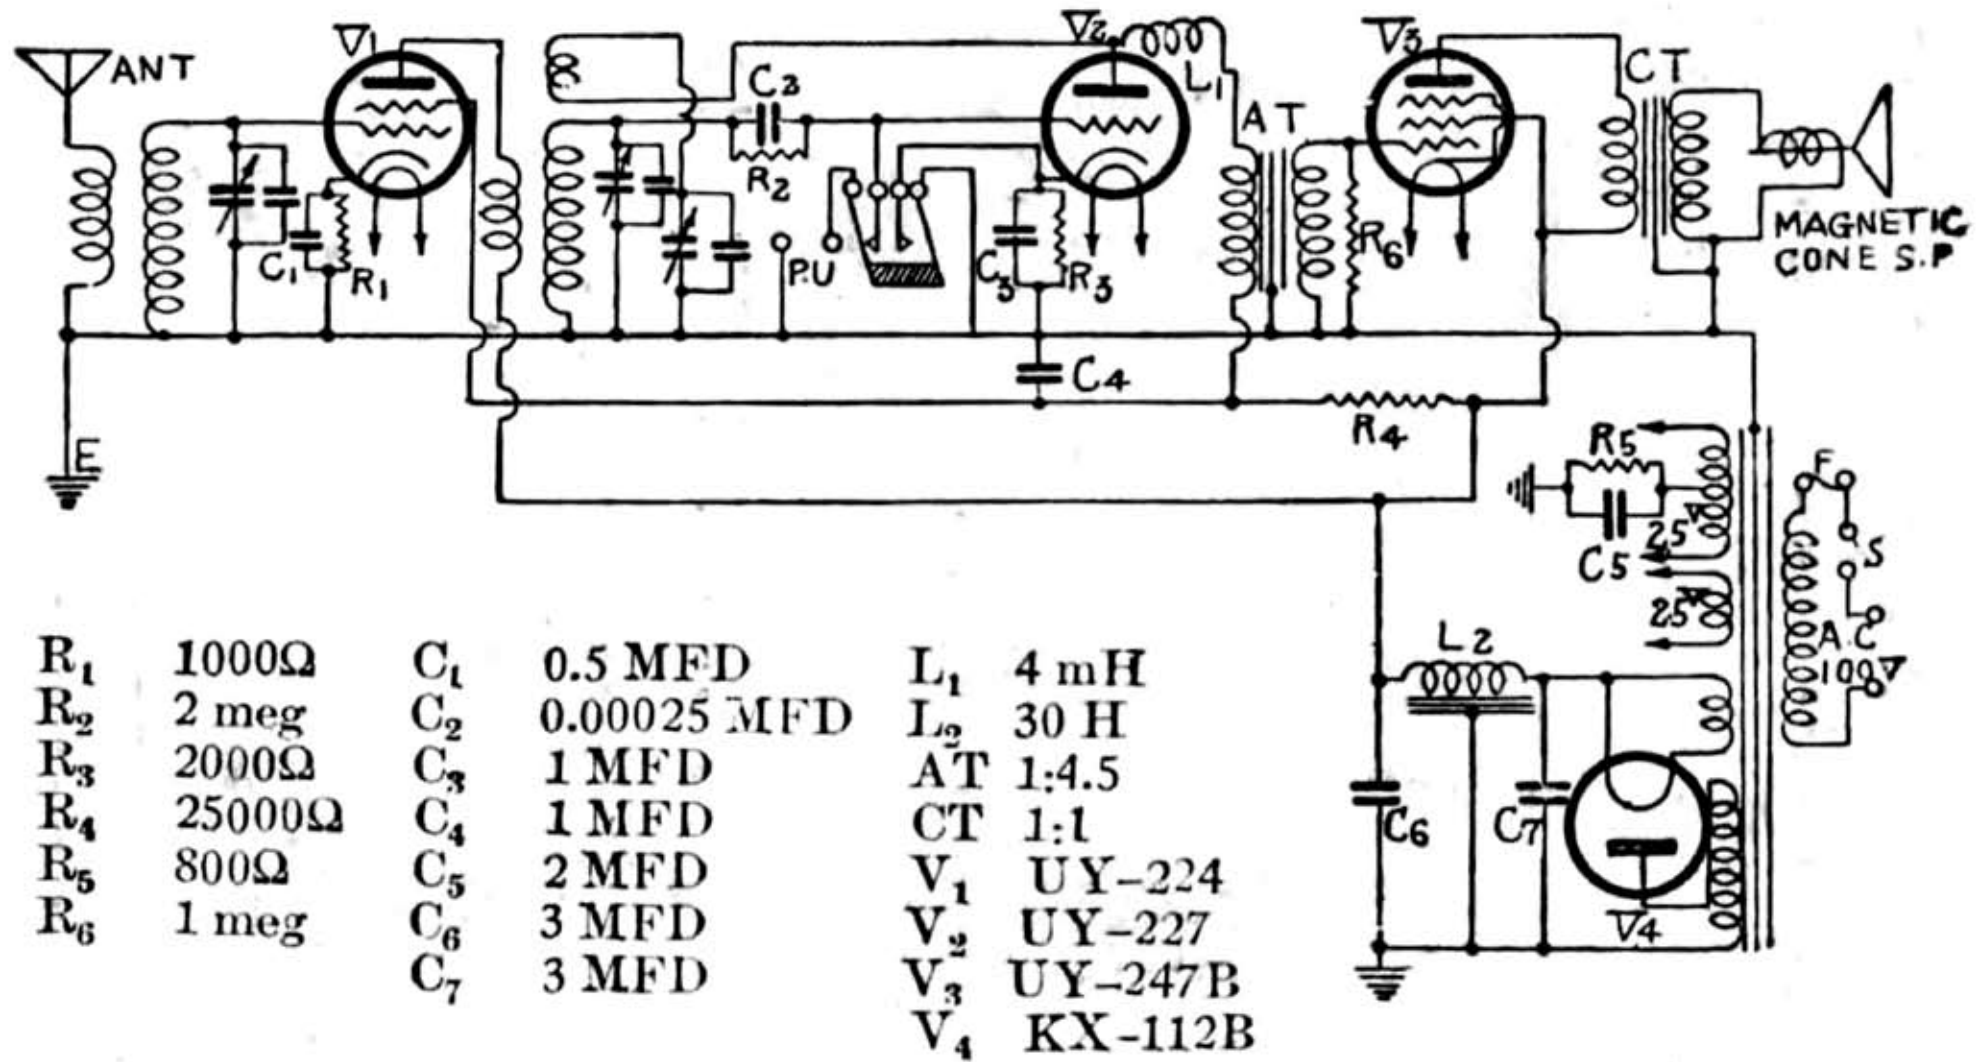 ANT
V1
C1
R1
E
C2
R2
P.U
V2
L1
C3
R3
C4
AT
V3
R6
R4
CT
MAGNETIC
CONE S.P
R5
C5
25V
25V
F
S
A.C
100V
L2
C6
C7
V4
R₁ 1000Ω C₁ 0.5 MFD L₁ 4 mH
R₂ 2 meg C₂ 0.00025 MFD L₂ 30 H
R₃ 2000Ω C₃ 1 MFD AT 1:4.5
R₄ 25000Ω C₄ 1 MFD CT 1:1
R₅ 800Ω C₅ 2 MFD V₁ UY-224
R₆ 1 meg C₆ 3 MFD V₂ UY-227
C₇ 3 MFD V₃ UY-247B
V₄ KX-112B